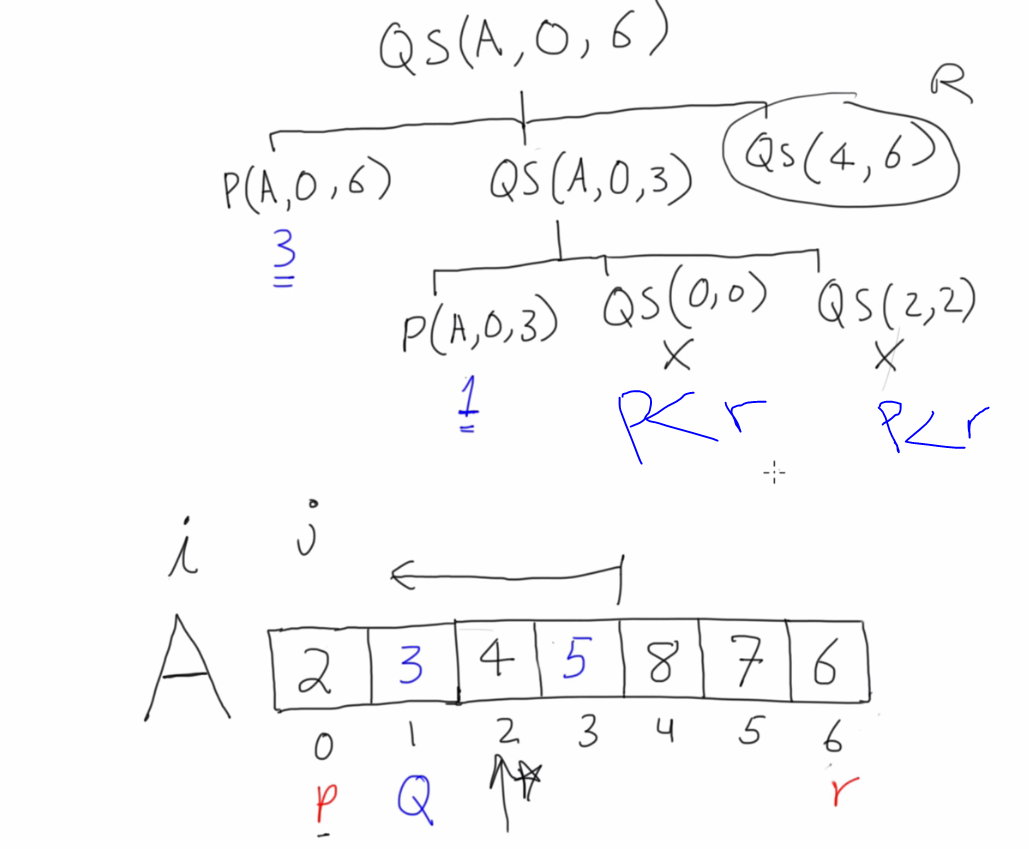 QS(A,0,6)
R
P(A,0,6) QS(A,0,3) QS(4,6)
3
P(A,0,3) QS(0,0) QS(2,2)
X X
1
P<r P<r
i j
A 2 3 4 5 8 7 6
0 1 2 3 4 5 6
P Q r